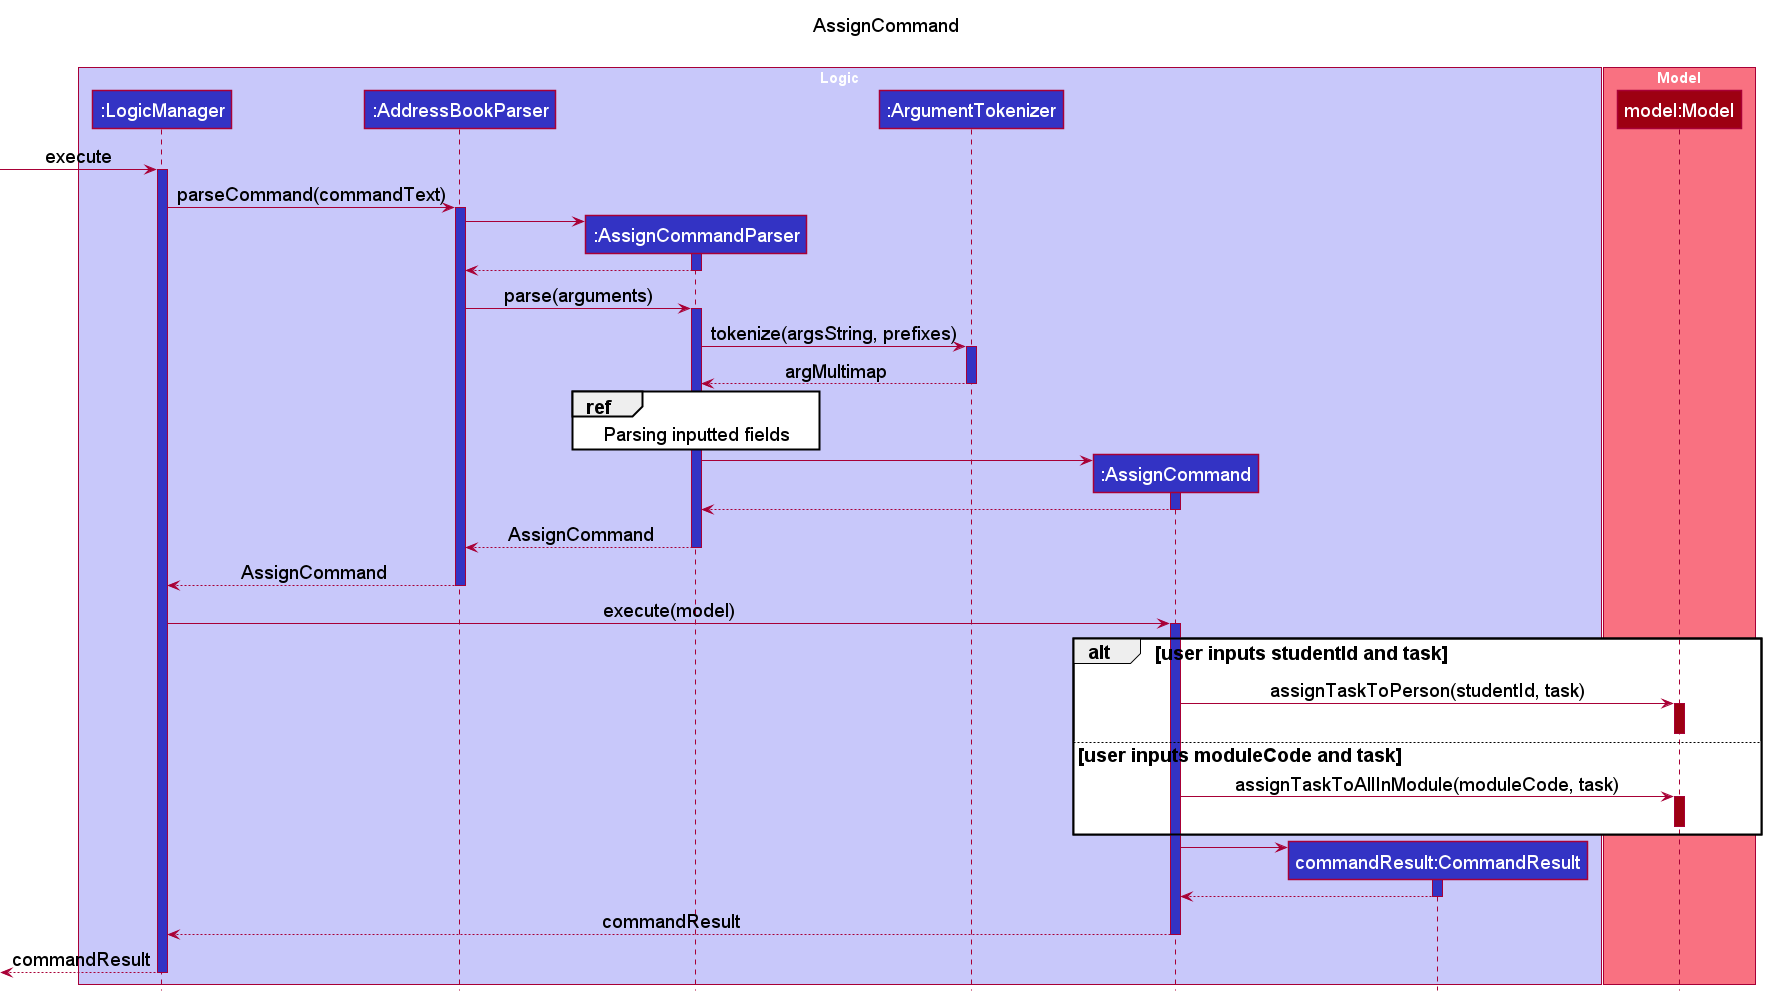 AssignCommand
Logic
Model
:LogicManager
:AddressBookParser
:ArgumentTokenizer
model:Model
execute
parseCommand(commandText)
:AssignCommandParser
parse(arguments)
tokenize(argsString, prefixes)
argMultimap
ref
Parsing inputted fields
:AssignCommand
AssignCommand
AssignCommand
execute(model)
alt
[user inputs studentId and task]
assignTaskToPerson(studentId, task)
[user inputs moduleCode and task]
assignTaskToAllInModule(moduleCode, task)
commandResult:CommandResult
commandResult
commandResult